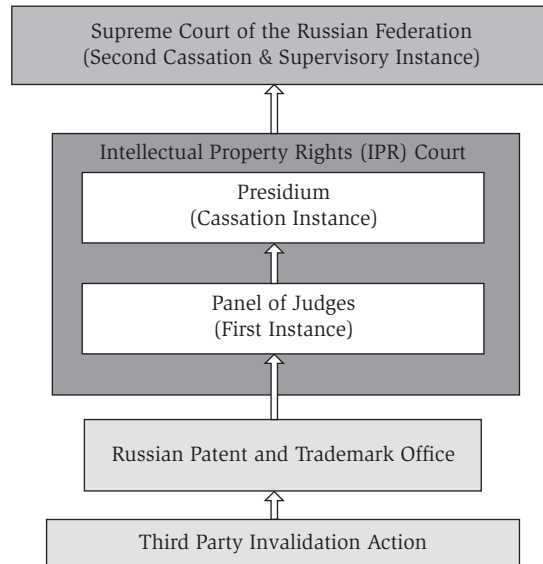 Supreme Court of the Russian Federation
(Second Cassation & Supervisory Instance)
Intellectual Property Rights (IPR) Court
Presidium
(Cassation Instance)
Panel of Judges
(First Instance)
Russian Patent and Trademark Office
Third Party Invalidation Action